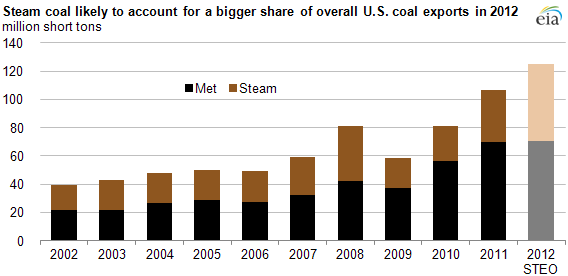 Steam coal likely to account for a bigger share of overall U.S. coal exports in 2012
million short tons
eia
140
120
100
80
60
40
20
0
Met Steam
2002 2003 2004 2005 2006 2007 2008 2009 2010 2011 2012
STEO